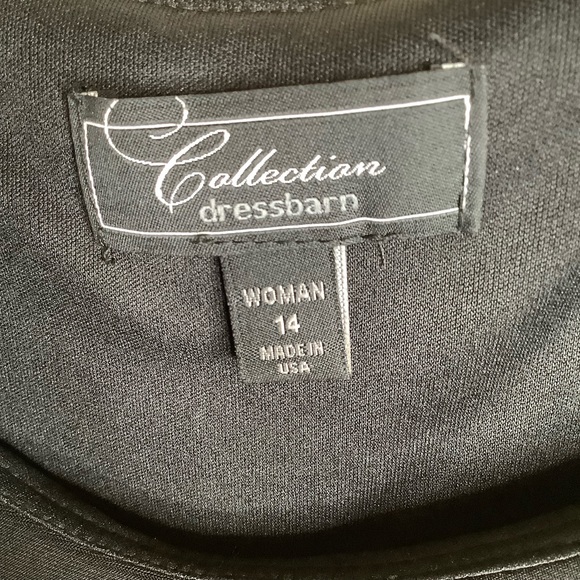 Collection
dressbarn
WOMAN
14
MADE IN
USA